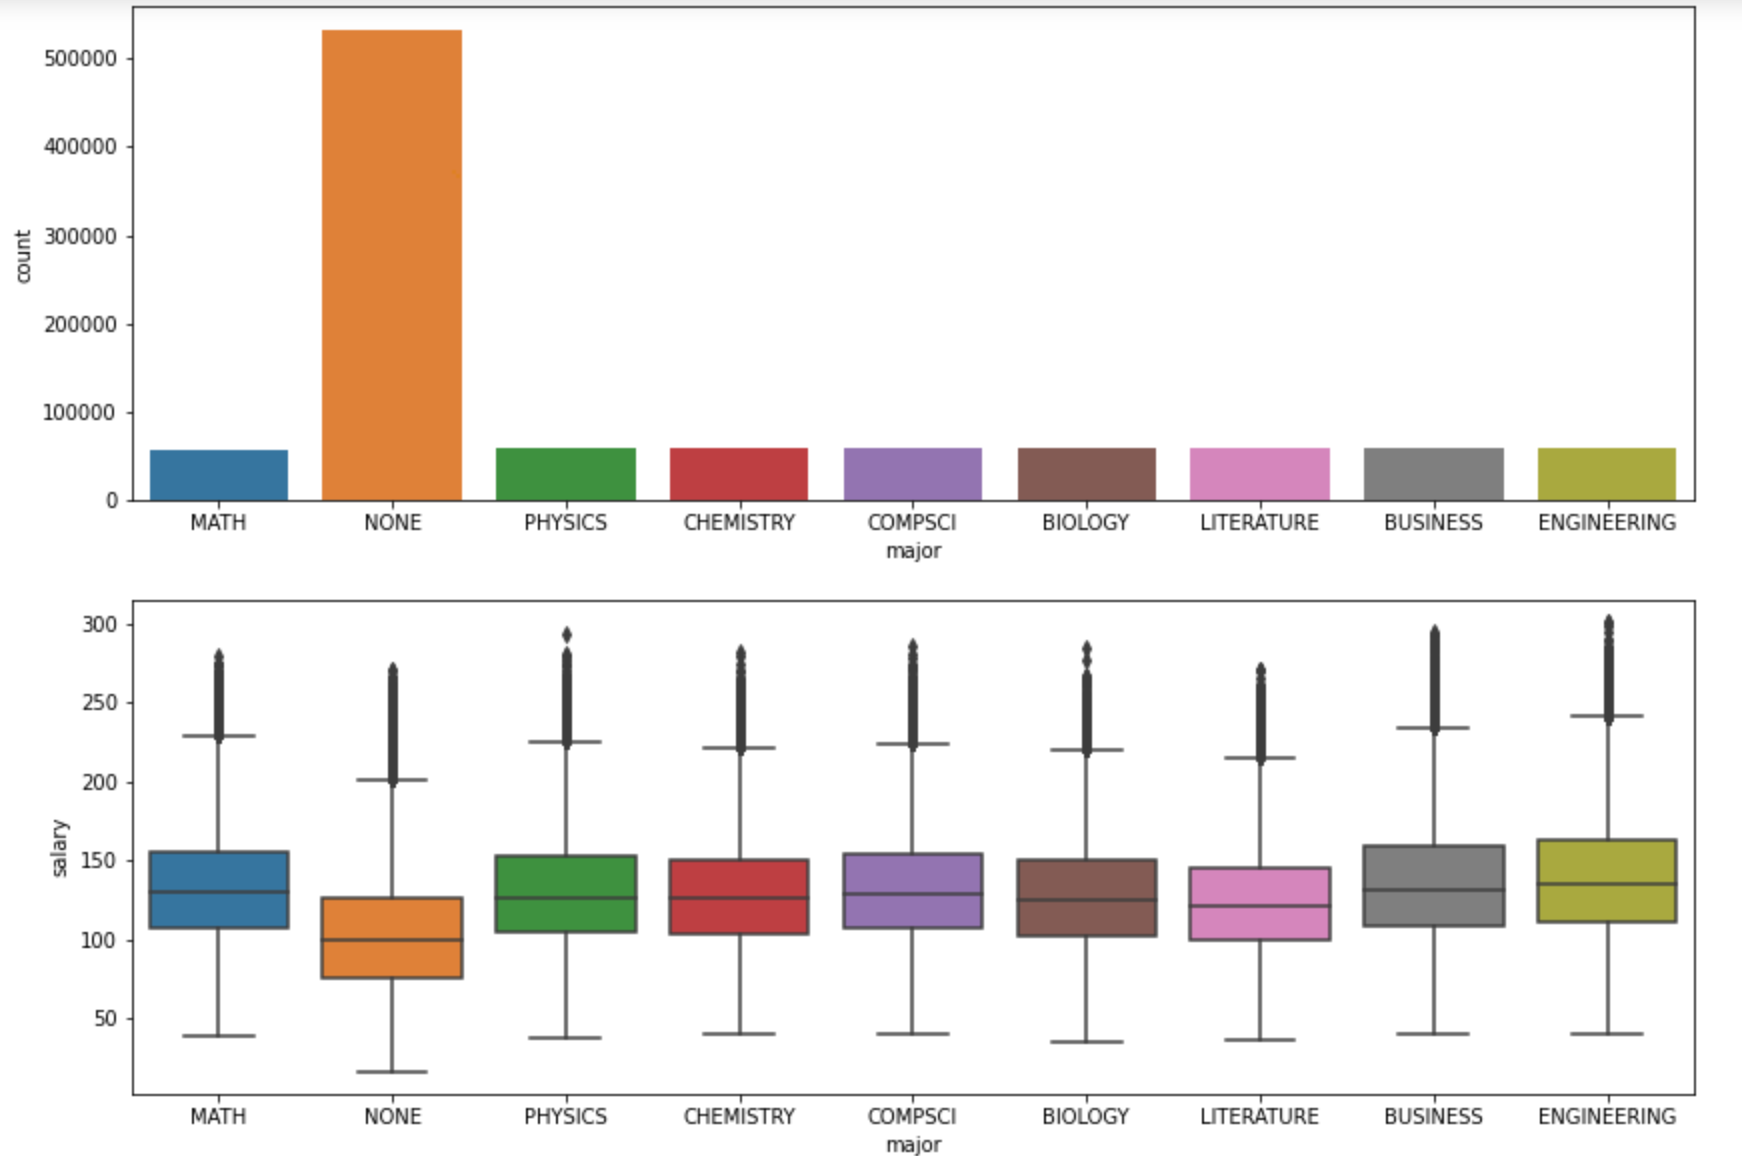 500000
400000
300000
200000
100000
0
count
MATH NONE PHYSICS CHEMISTRY COMPSCI BIOLOGY LITERATURE BUSINESS ENGINEERING
major
300
250
200
150
100
50
salary
MATH NONE PHYSICS CHEMISTRY COMPSCI BIOLOGY LITERATURE BUSINESS ENGINEERING
major